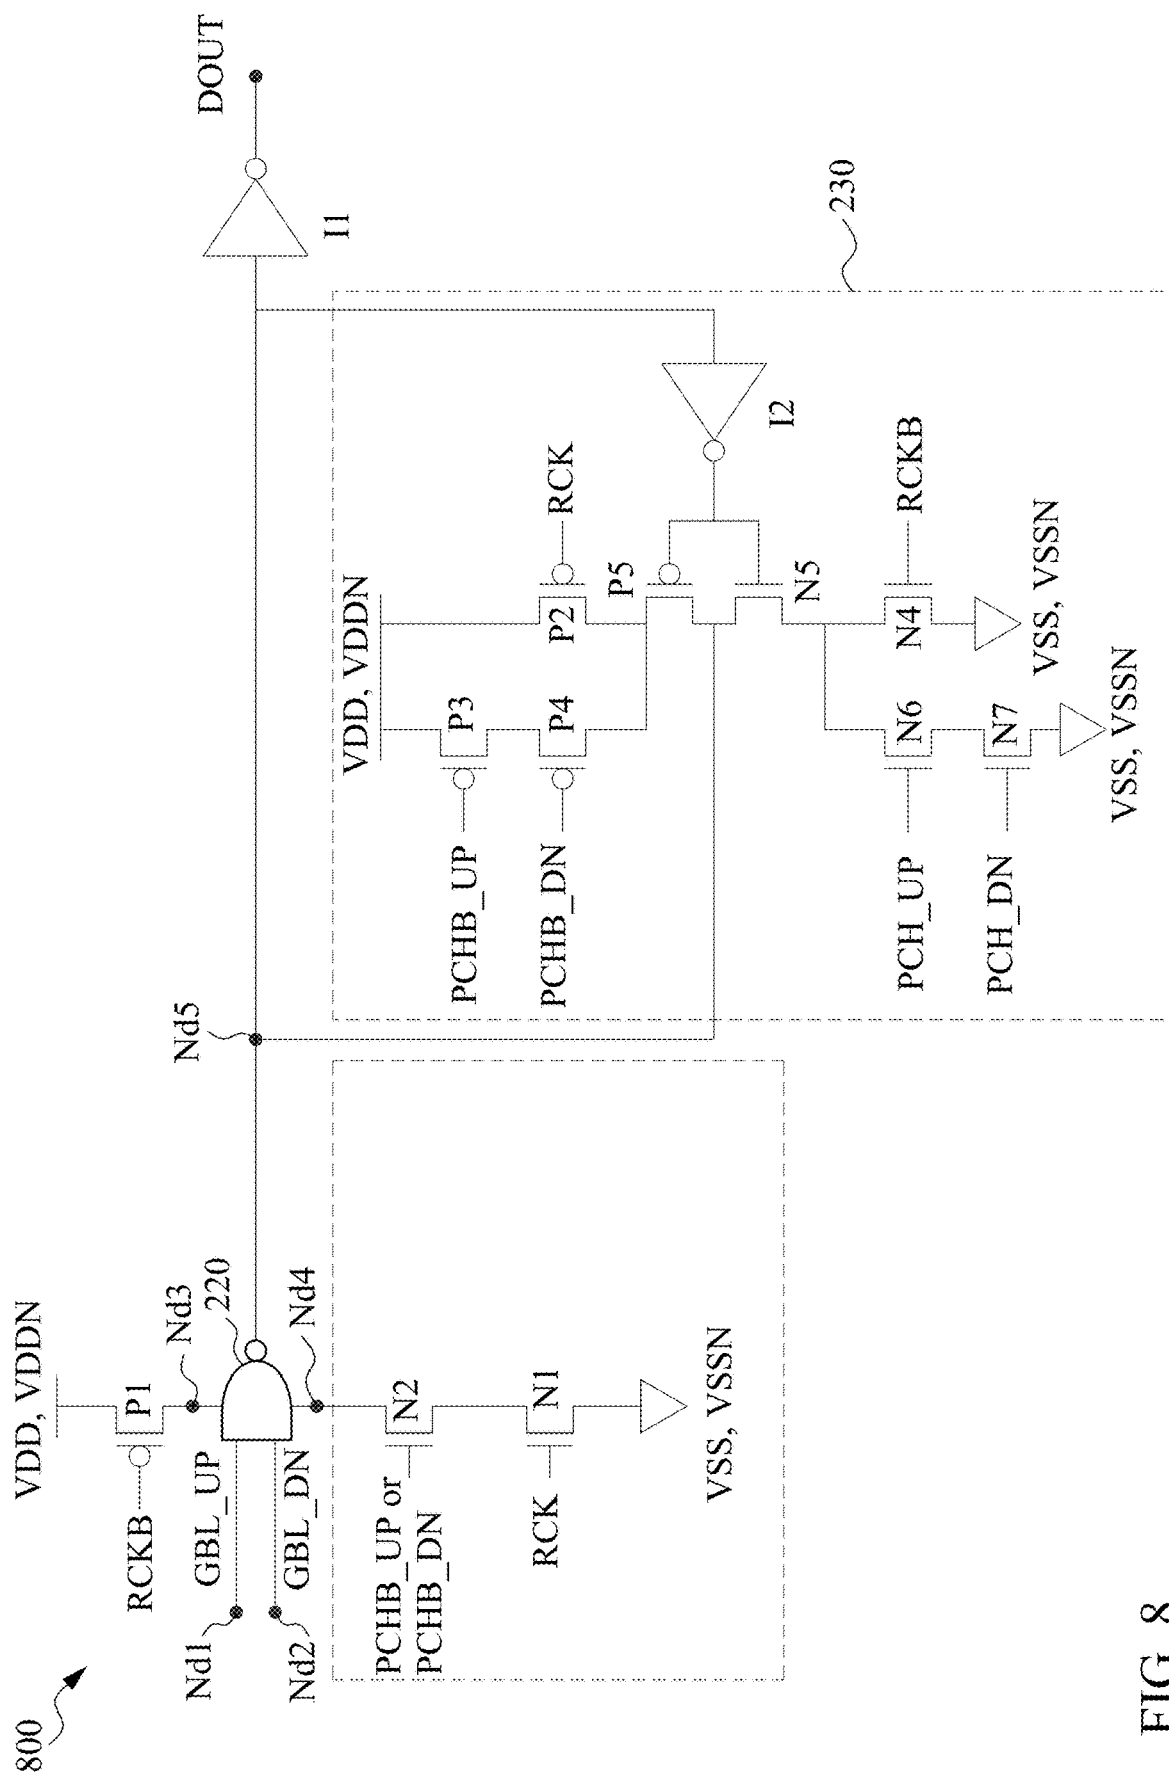 800
VDD, VDDN
P1
RCKB
Nd3
220
GBL_UP
GBL_DN
Nd1
Nd2
Nd4
PCHB_UP or
PCHB_DN
N2
RCK
N1
VSS, VSSN
Nd5
I1
DOUT
230
VDD, VDDN
PCHB_UP
P3
PCHB_DN
P4
P2
RCK
P5
I2
N5
PCH_UP
N6
N4
RCKB
PCH_DN
N7
VSS, VSSN
VSS, VSSN
FIG. 8